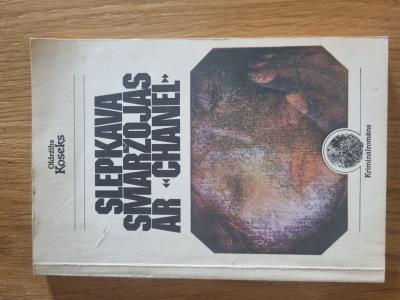 Oldržihs
Koseks
SLEPKAVA
SMARŽOJAS
AR «CHANEL»
Kriminālromāns